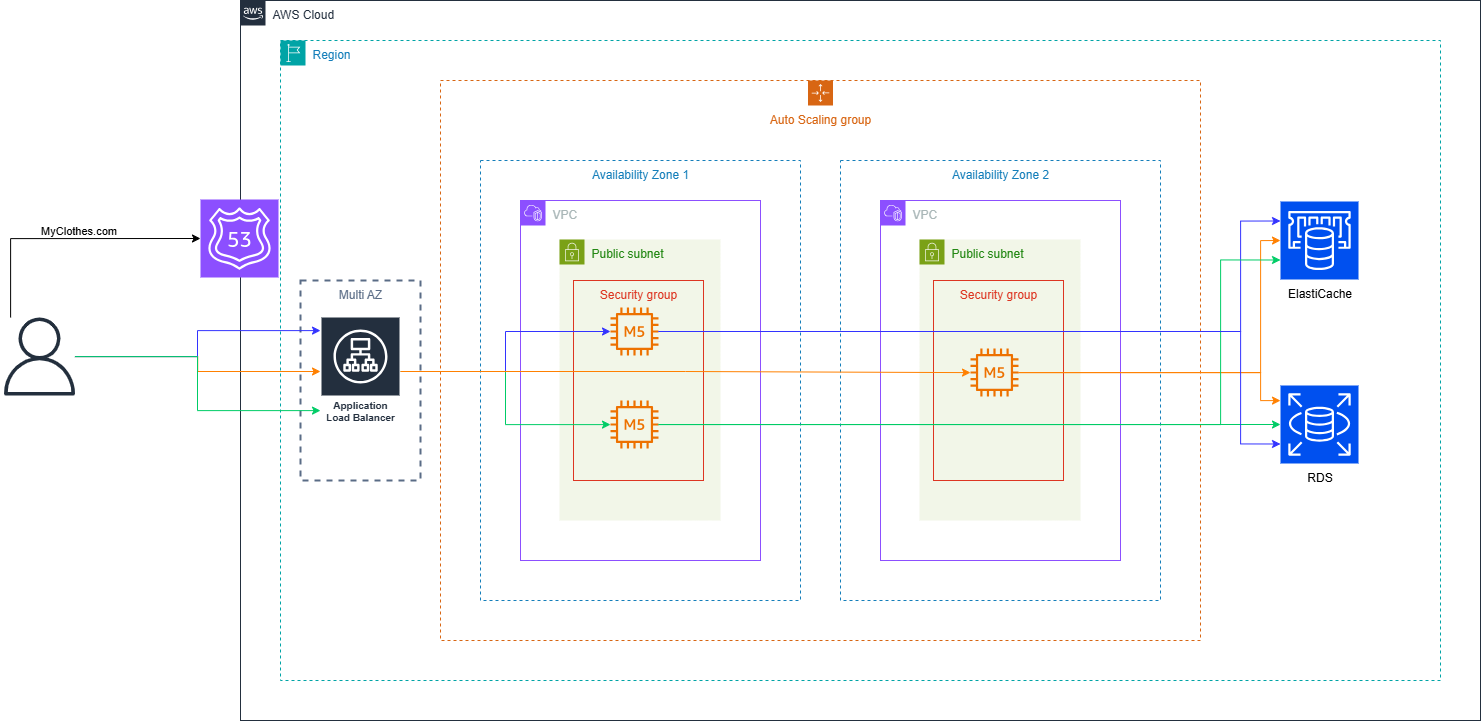 aws
AWS Cloud
Region
Auto Scaling group
Availability Zone 1
Availability Zone 2
VPC
VPC
MyClothes.com
53
Public subnet
Public subnet
Multi AZ
Security group
Security group
ElastiCache
M5
M5
Application
Load Balancer
M5
RDS